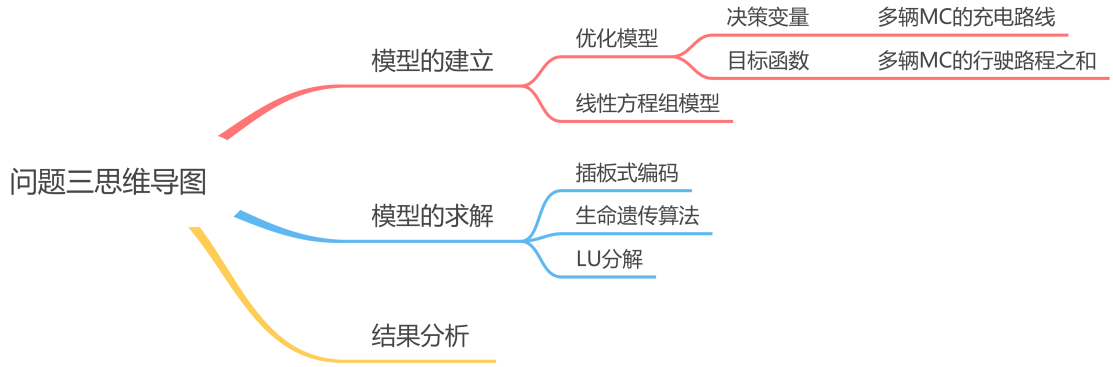 问题三思维导图
模型的建立
优化模型
决策变量
多辆MC的充电路线
目标函数
多辆MC的行驶路程之和
线性方程组模型
模型的求解
插板式编码
生命遗传算法
LU分解
结果分析